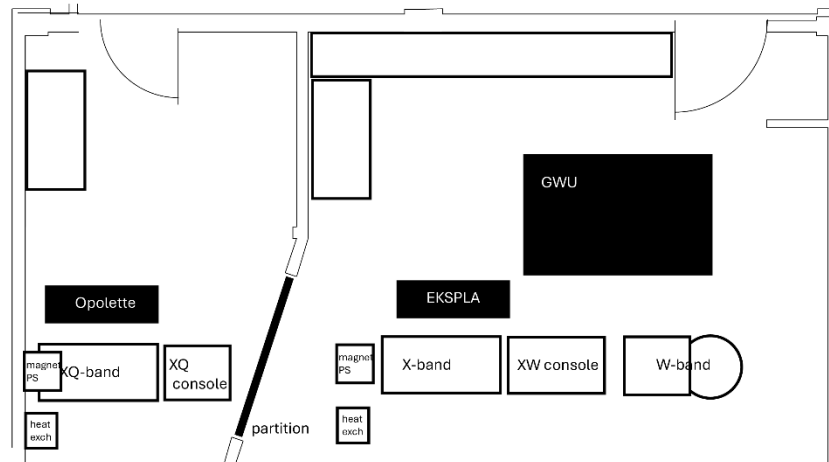 GWU
Opolette
EKSPLA
magnet
PS
XQ-band
XQ
console
magnet
PS
X-band
XW console
W-band
heat
exch
partition
heat
exch